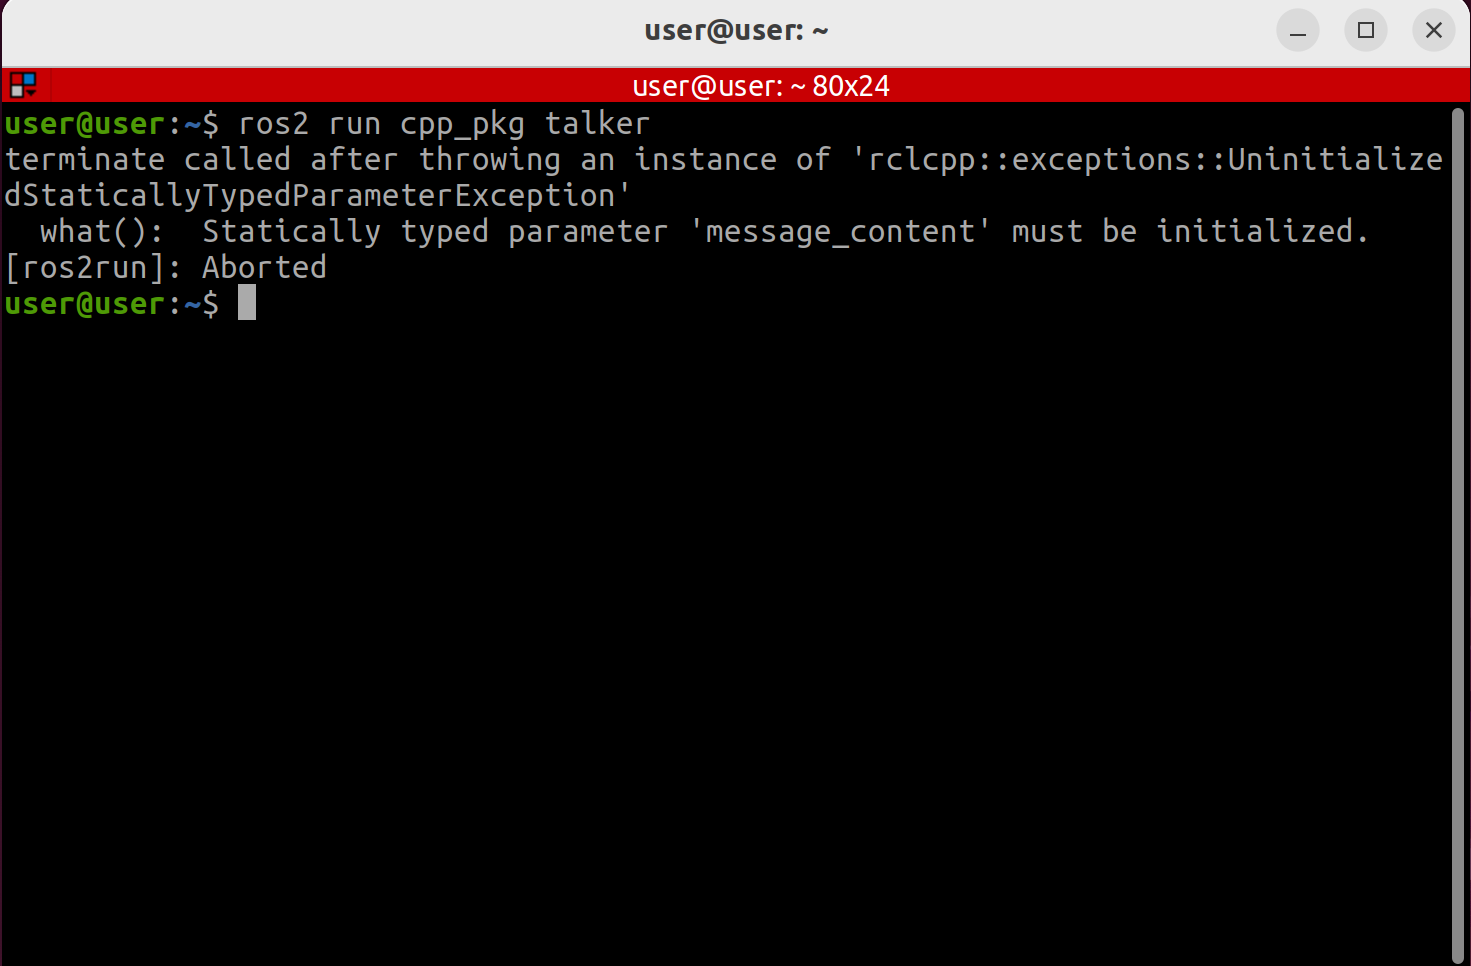 user@user: ~
user@user: ~ 80x24
user@user:~$ ros2 run cpp_pkg talker
terminate called after throwing an instance of 'rclcpp::exceptions::Uninitialize
dStaticallyTypedParameterException'
  what():  Statically typed parameter 'message_content' must be initialized.
[ros2run]: Aborted
user@user:~$